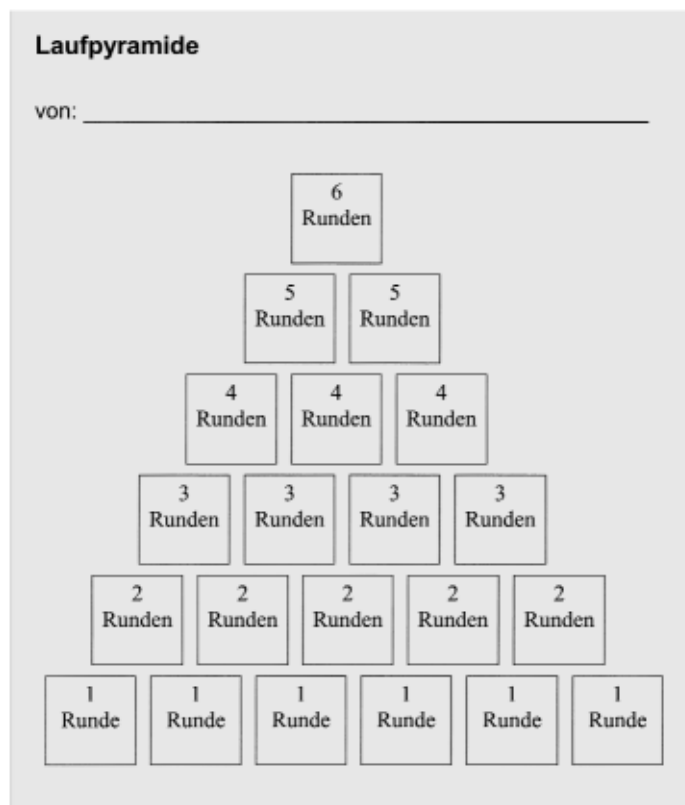 Laufpyramide
von:
6
Runden
5 5
Runden Runden
4 4 4
Runden Runden Runden
3 3 3 3
Runden Runden Runden Runden
2 2 2 2 2
Runden Runden Runden Runden Runden
1 1 1 1 1 1
Runde Runde Runde Runde Runde Runde